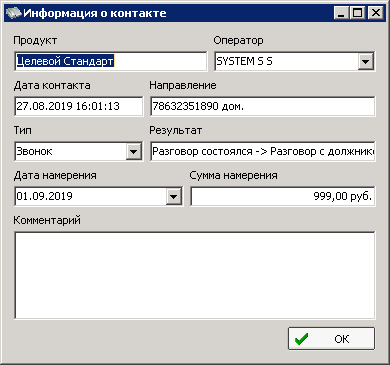 Информация о контакте
Продукт Оператор
Целевой Стандарт SYSTEM S S
Дата контакта Направление
27.08.2019 16:01:13 78632351890 дом.
Тип Результат
Звонок Разговор состоялся -> Разговор с должнико
Дата намерения Сумма намерения
01.09.2019 999,00 руб.
Комментарий
OK